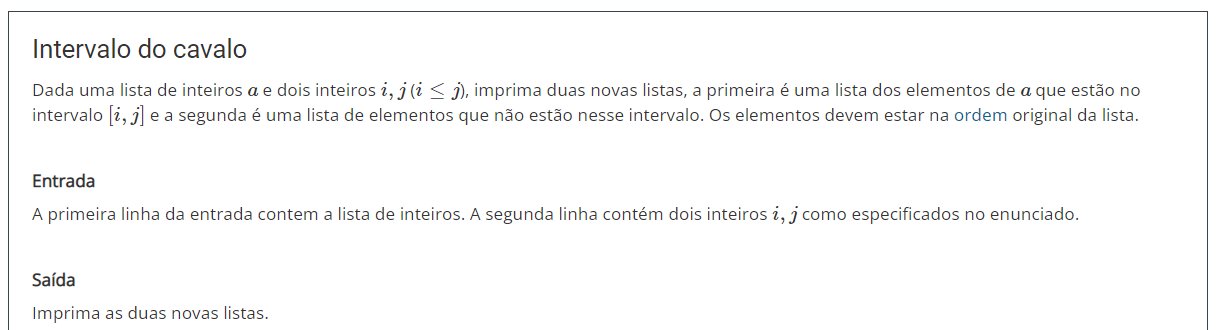 Intervalo do cavalo
Dada uma lista de inteiros a e dois inteiros i, j (i ≤ j), imprima duas novas listas, a primeira é uma lista dos elementos de a que estão no
intervalo [i, j] e a segunda é uma lista de elementos que não estão nesse intervalo. Os elementos devem estar na ordem original da lista.
Entrada
A primeira linha da entrada contem a lista de inteiros. A segunda linha contém dois inteiros i, j como especificados no enunciado.
Saída
Imprima as duas novas listas.